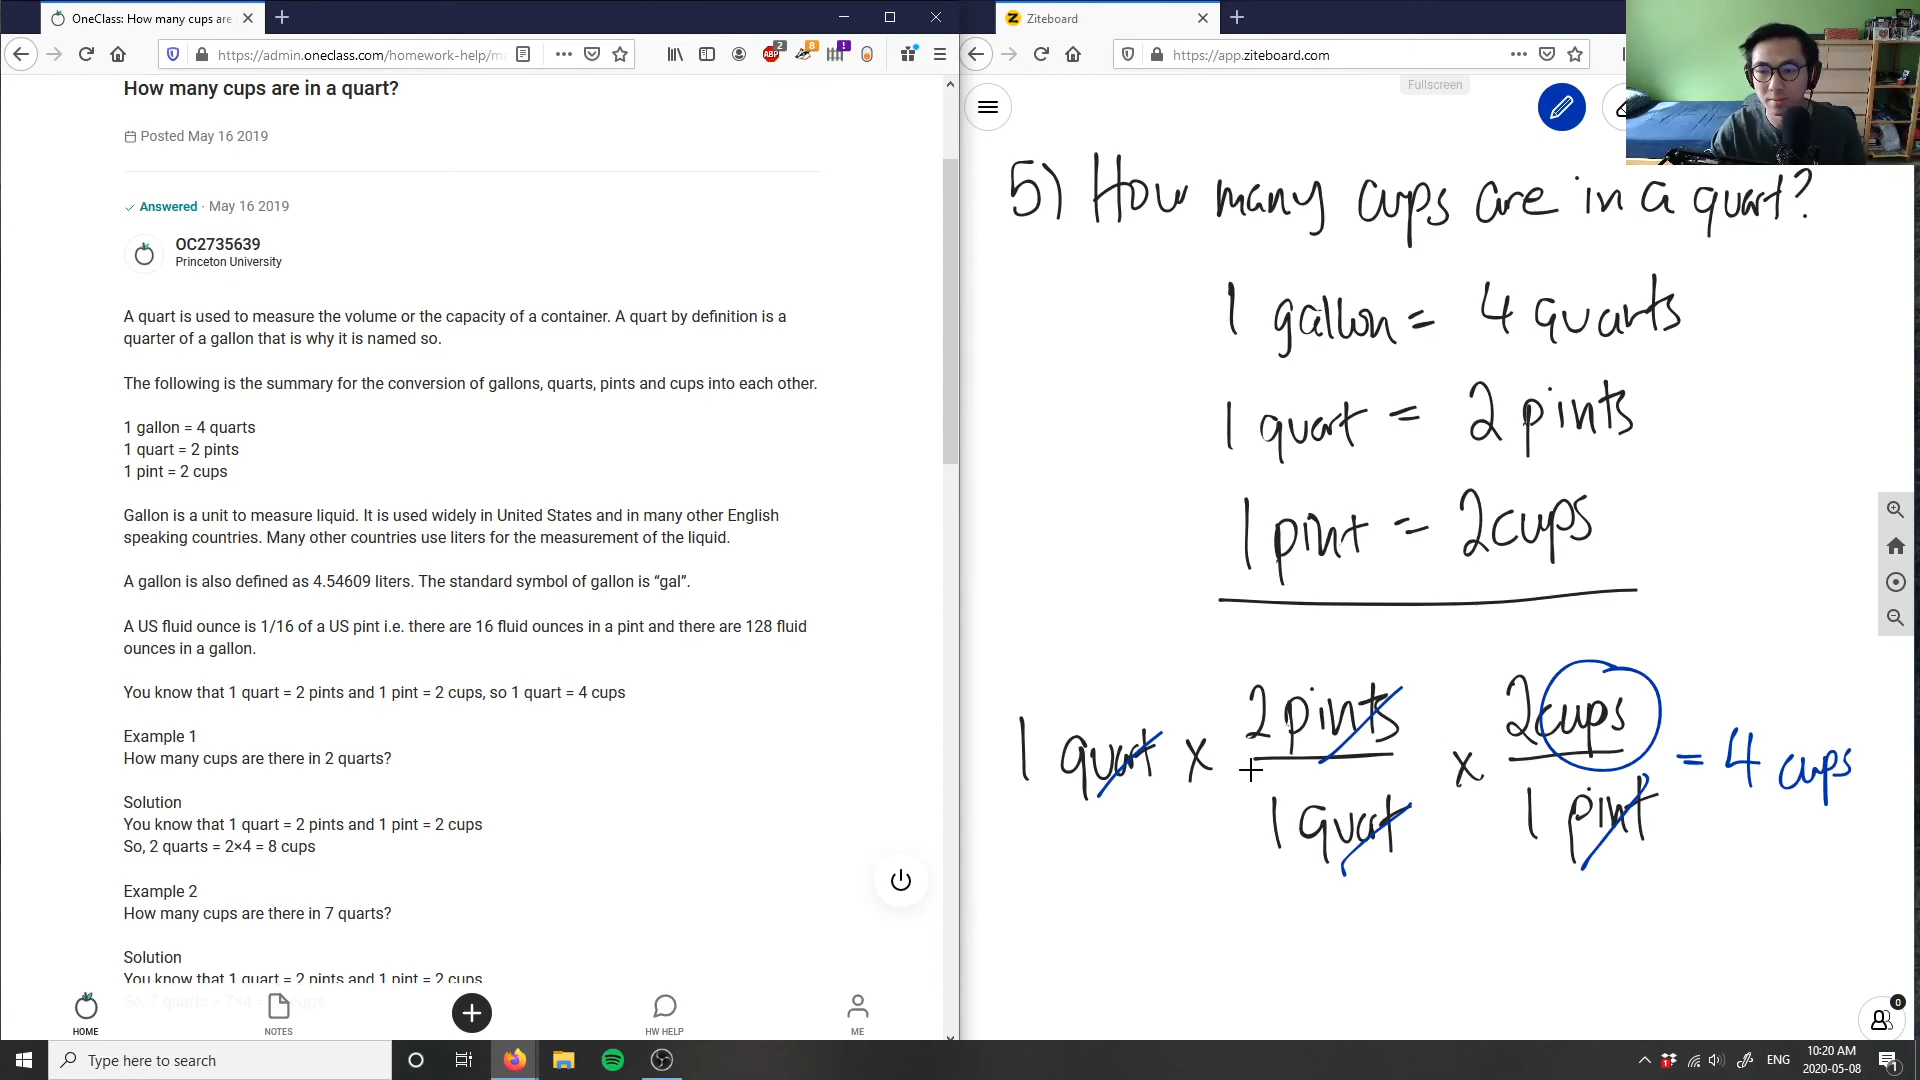 OneClass: How many cups are
Ziteboard
https://admin.oneclass.com/homework-help/m
2
8
!
https://app.ziteboard.com
Fullscreen
How many cups are in a quart?
Posted May 16 2019
Answered · May 16 2019
OC2735639
Princeton University
A quart is used to measure the volume or the capacity of a container. A quart by definition is a
quarter of a gallon that is why it is named so.
The following is the summary for the conversion of gallons, quarts, pints and cups into each other.
1 gallon = 4 quarts
1 quart = 2 pints
1 pint = 2 cups
Gallon is a unit to measure liquid. It is used widely in United States and in many other English
speaking countries. Many other countries use liters for the measurement of the liquid.
A gallon is also defined as 4.54609 liters. The standard symbol of gallon is “gal”.
A US fluid ounce is 1/16 of a US pint i.e. there are 16 fluid ounces in a pint and there are 128 fluid
ounces in a gallon.
You know that 1 quart = 2 pints and 1 pint = 2 cups, so 1 quart = 4 cups
Example 1
How many cups are there in 2 quarts?
Solution
You know that 1 quart = 2 pints and 1 pint = 2 cups
So, 2 quarts = 2×4 = 8 cups
Example 2
How many cups are there in 7 quarts?
Solution
You know that 1 quart = 2 pints and 1 pint = 2 cups
So, 7 quarts = 7×4 = cups
HOME
NOTES
HW HELP
ME
5) How many cups are in a quart?
1 gallon = 4 quarts
1 quart = 2 pints
1 pint = 2 cups
2 pints 2 cups
1 quart x x = 4 cups
1 quart 1 pint
0
Type here to search
ENG
10:20 AM
2020-05-08
1